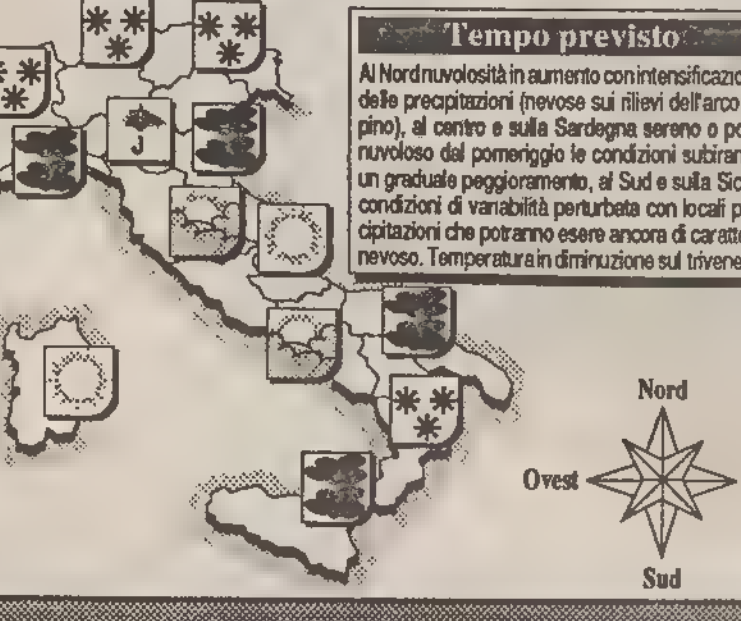 Tempo previsto
Al Nord nuvolosità in aumento con intensificazio
delle precipitazioni (nevose sui rilievi dell'arco
pino), al centro e sulla Sardegna sereno o po
nuvoloso dal pomeriggio le condizioni subiran
un graduale peggioramento, al Sud e sulla Sic
condizioni di variabilità perturbata con locali p
cipitazioni che potranno esere ancora di caratte
nevoso. Temperatura in diminuzione sul trivene
J
Nord
Ovest
Sud